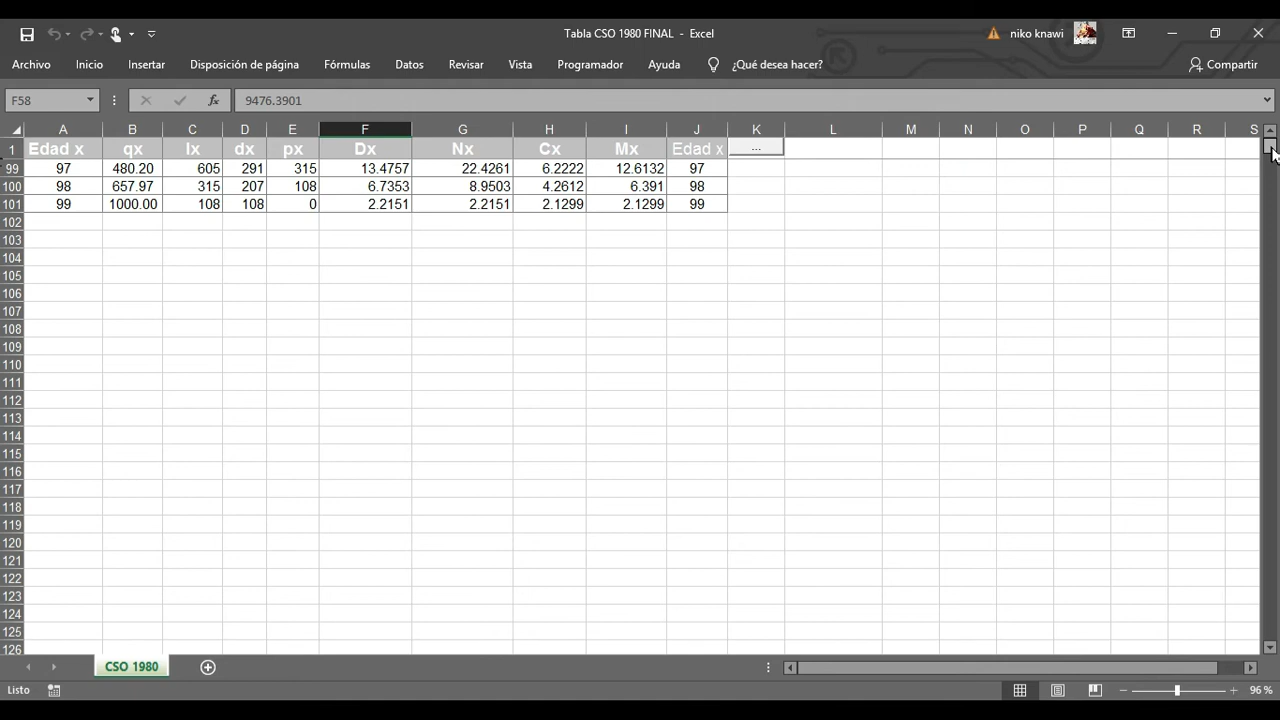 Tabla CSO 1980 FINAL - Excel
niko knawi
Archivo Inicio Insertar Disposición de página Fórmulas Datos Revisar Vista Programador Ayuda ¿Qué desea hacer? Compartir
F58 fx 9476.3901
A B C D E F G H I J K L M N O P Q R S
1 Edad x qx lx dx px Dx Nx Cx Mx Edad x ...
99 97 480.20 605 291 315 13.4757 22.4261 6.2222 12.6132 97
100 98 657.97 315 207 108 6.7353 8.9503 4.2612 6.391 98
101 99 1000.00 108 108 0 2.2151 2.2151 2.1299 2.1299 99
102
103
104
105
106
107
108
109
110
111
112
113
114
115
116
117
118
119
120
121
122
123
124
125
126
CSO 1980
Listo 96 %